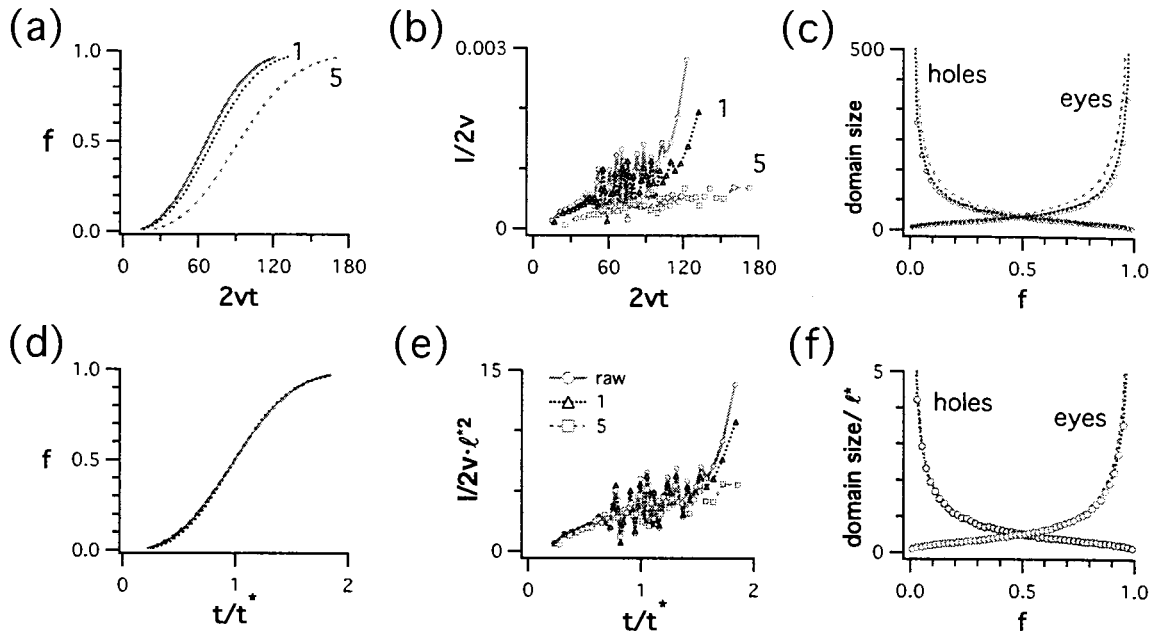 (a)
1.0
f
0.5
0.0
1
5
0
60
120
180
2vt
(b)
0.003
I/2v
0
1
5
0
60
120
180
2vt
(c)
500
domain size
0
holes
eyes
0.0
0.5
1.0
f
(d)
1.0
f
0.5
0.0
0
1
2
t/t*
(e)
15
I/2v·ℓ*2
0
raw
1
5
0
1
2
t/t*
(f)
5
domain size/ ℓ*
0
holes
eyes
0.0
0.5
1.0
f